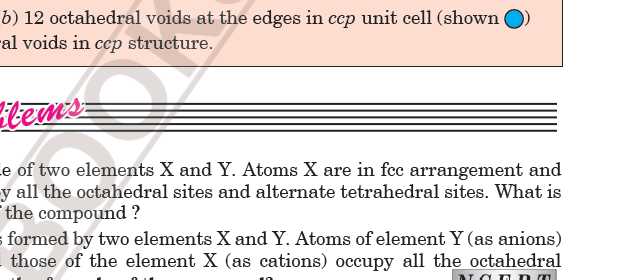 b) 12 octahedral voids at the edges in ccp unit cell (shown )
al voids in ccp structure.
lems
e of two elements X and Y. Atoms X are in fcc arrangement and
y all the octahedral sites and alternate tetrahedral sites. What is
the compound ?
formed by two elements X and Y. Atoms of element Y (as anions)
those of the element X (as cations) occupy all the octahedral